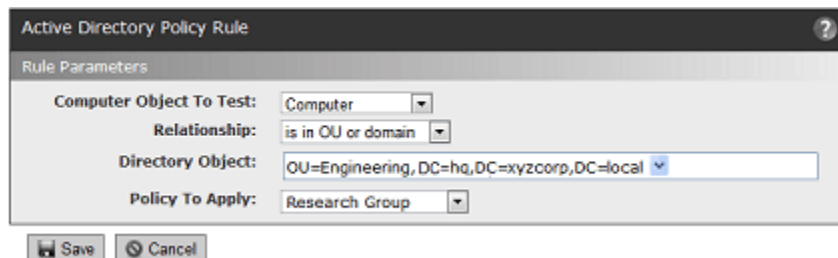 Active Directory Policy Rule ?
Rule Parameters
Computer Object To Test: Computer
Relationship: is in OU or domain
Directory Object: OU=Engineering, DC=hq,DC=xyzcorp,DC=local
Policy To Apply: Research Group
Save Cancel